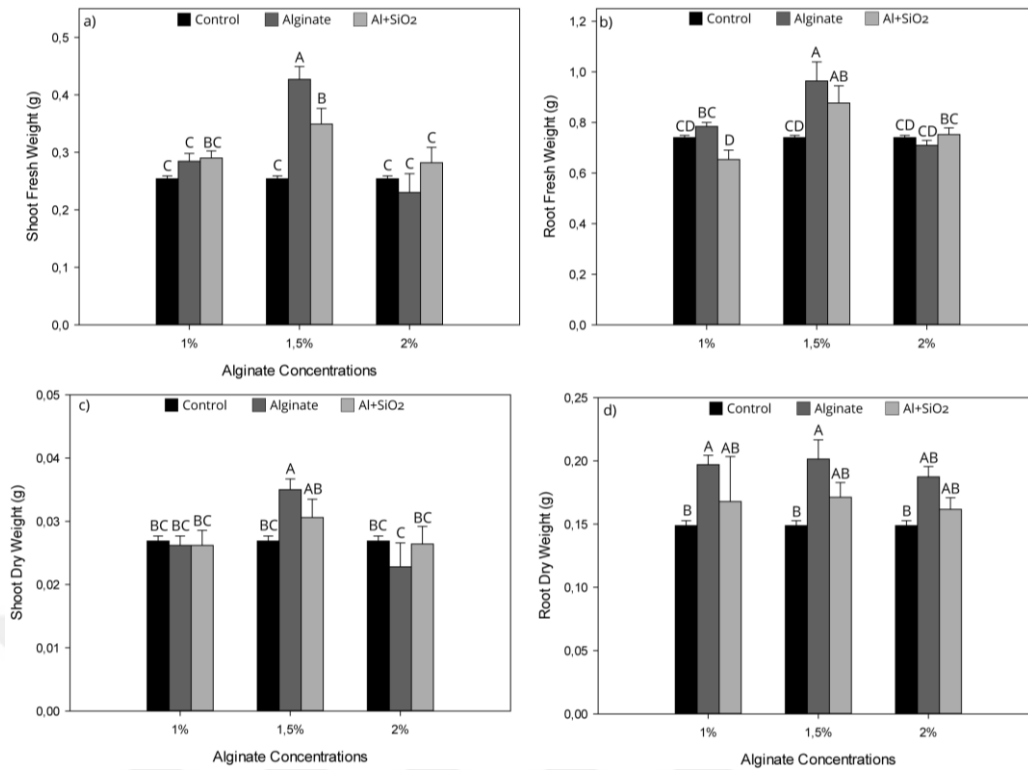 a) Control Alginate Al+SiO₂
Shoot Fresh Weight (g)
0,5
0,4
0,3
0,2
0,1
0,0
C C BC
C A B
C C C
1% 1,5% 2%
Alginate Concentrations
b) Control Alginate Al+SiO₂
Root Fresh Weight (g)
1,2
1,0
0,8
0,6
0,4
0,2
0,0
CD BC D
CD A AB
CD CD BC
1% 1,5% 2%
c) Control Alginate Al+SiO₂
Shoot Dry Weight (g)
0,05
0,04
0,03
0,02
0,01
0,00
BC BC BC
BC A AB
BC C BC
1% 1,5% 2%
Alginate Concentrations
d) Control Alginate Al+SiO₂
Root Dry Weight (g)
0,25
0,20
0,15
0,10
0,05
0,00
B A AB
B A AB
B AB AB
1% 1,5% 2%
Alginate Concentrations